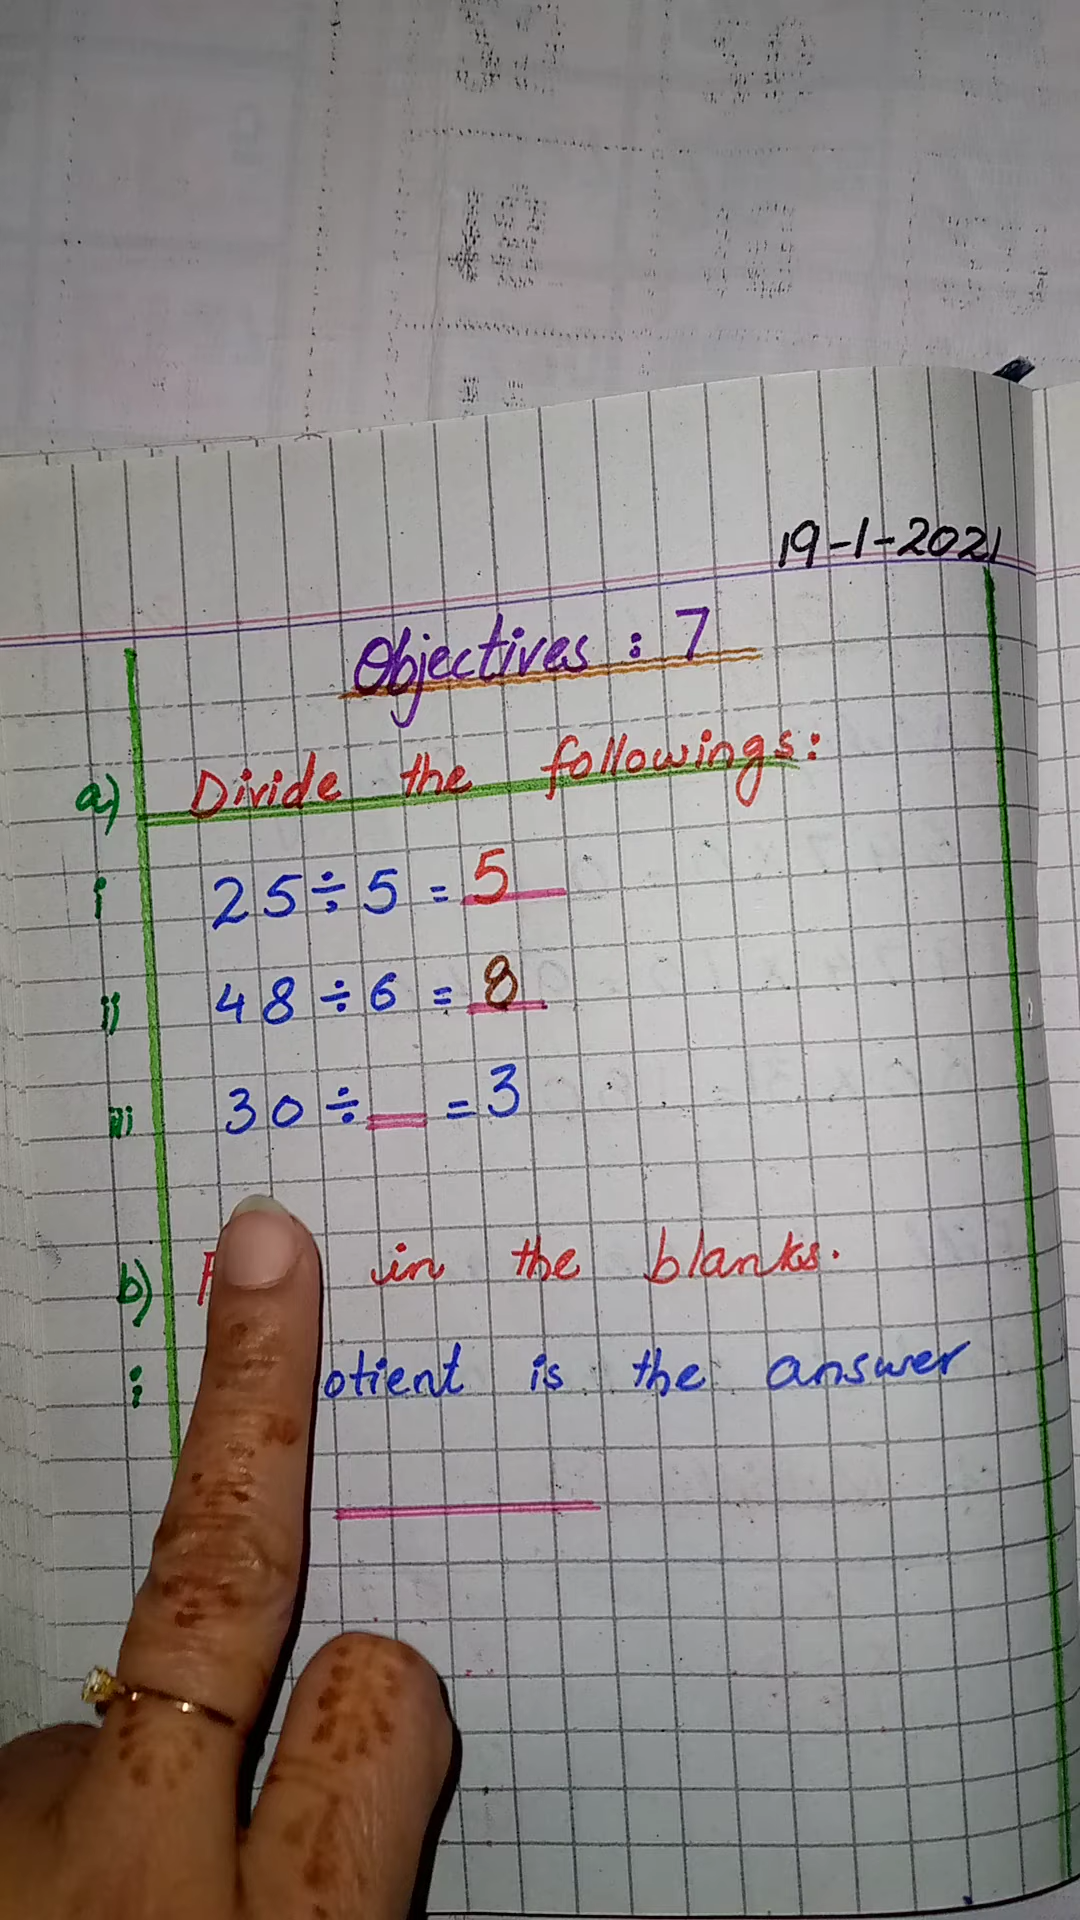 19-1-2021
Objectives : 7
a) Divide the followings:
i 25÷5 = 5
ii 48÷6 = 8
iii 30÷__ = 3
b) in the blanks.
i otient is the answer